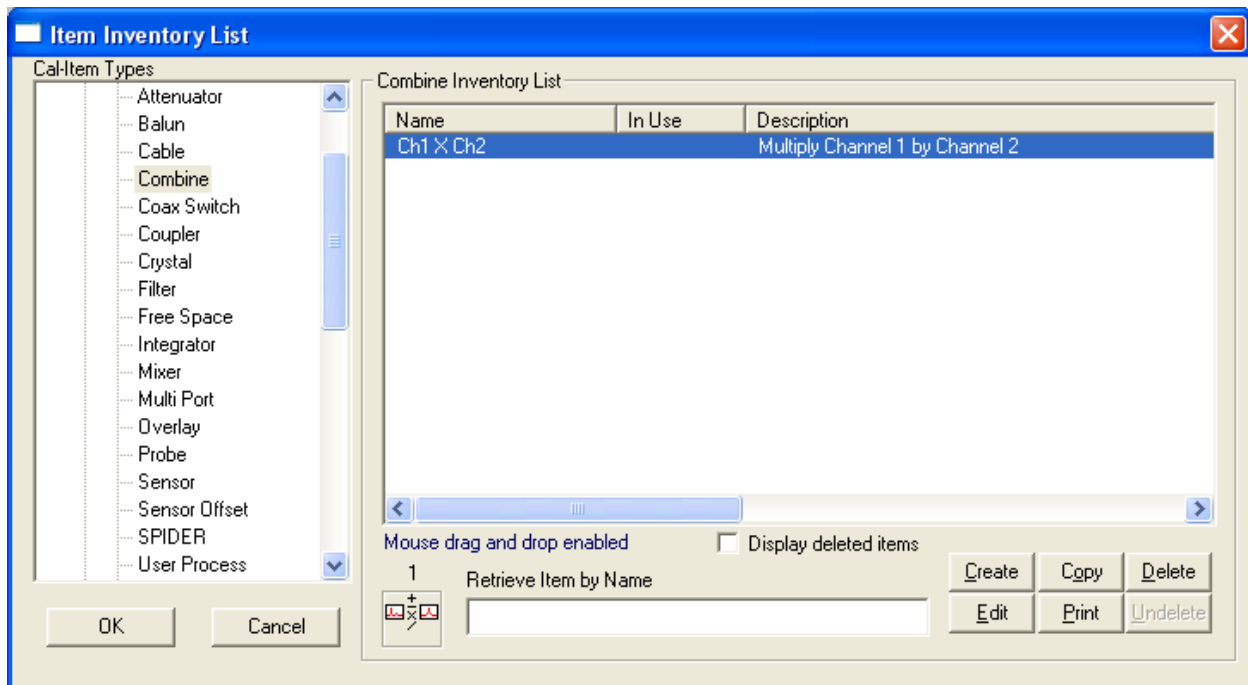 Item Inventory List
Cal-Item Types
Attenuator
Balun
Cable
Combine
Coax Switch
Coupler
Crystal
Filter
Free Space
Integrator
Mixer
Multi Port
Overlay
Probe
Sensor
Sensor Offset
SPIDER
User Process
OK Cancel
Combine Inventory List
Name In Use Description
Ch1 X Ch2 Multiply Channel 1 by Channel 2
Mouse drag and drop enabled Display deleted items
1 Retrieve Item by Name
+
×
/
Create Copy Delete
Edit Print Undelete